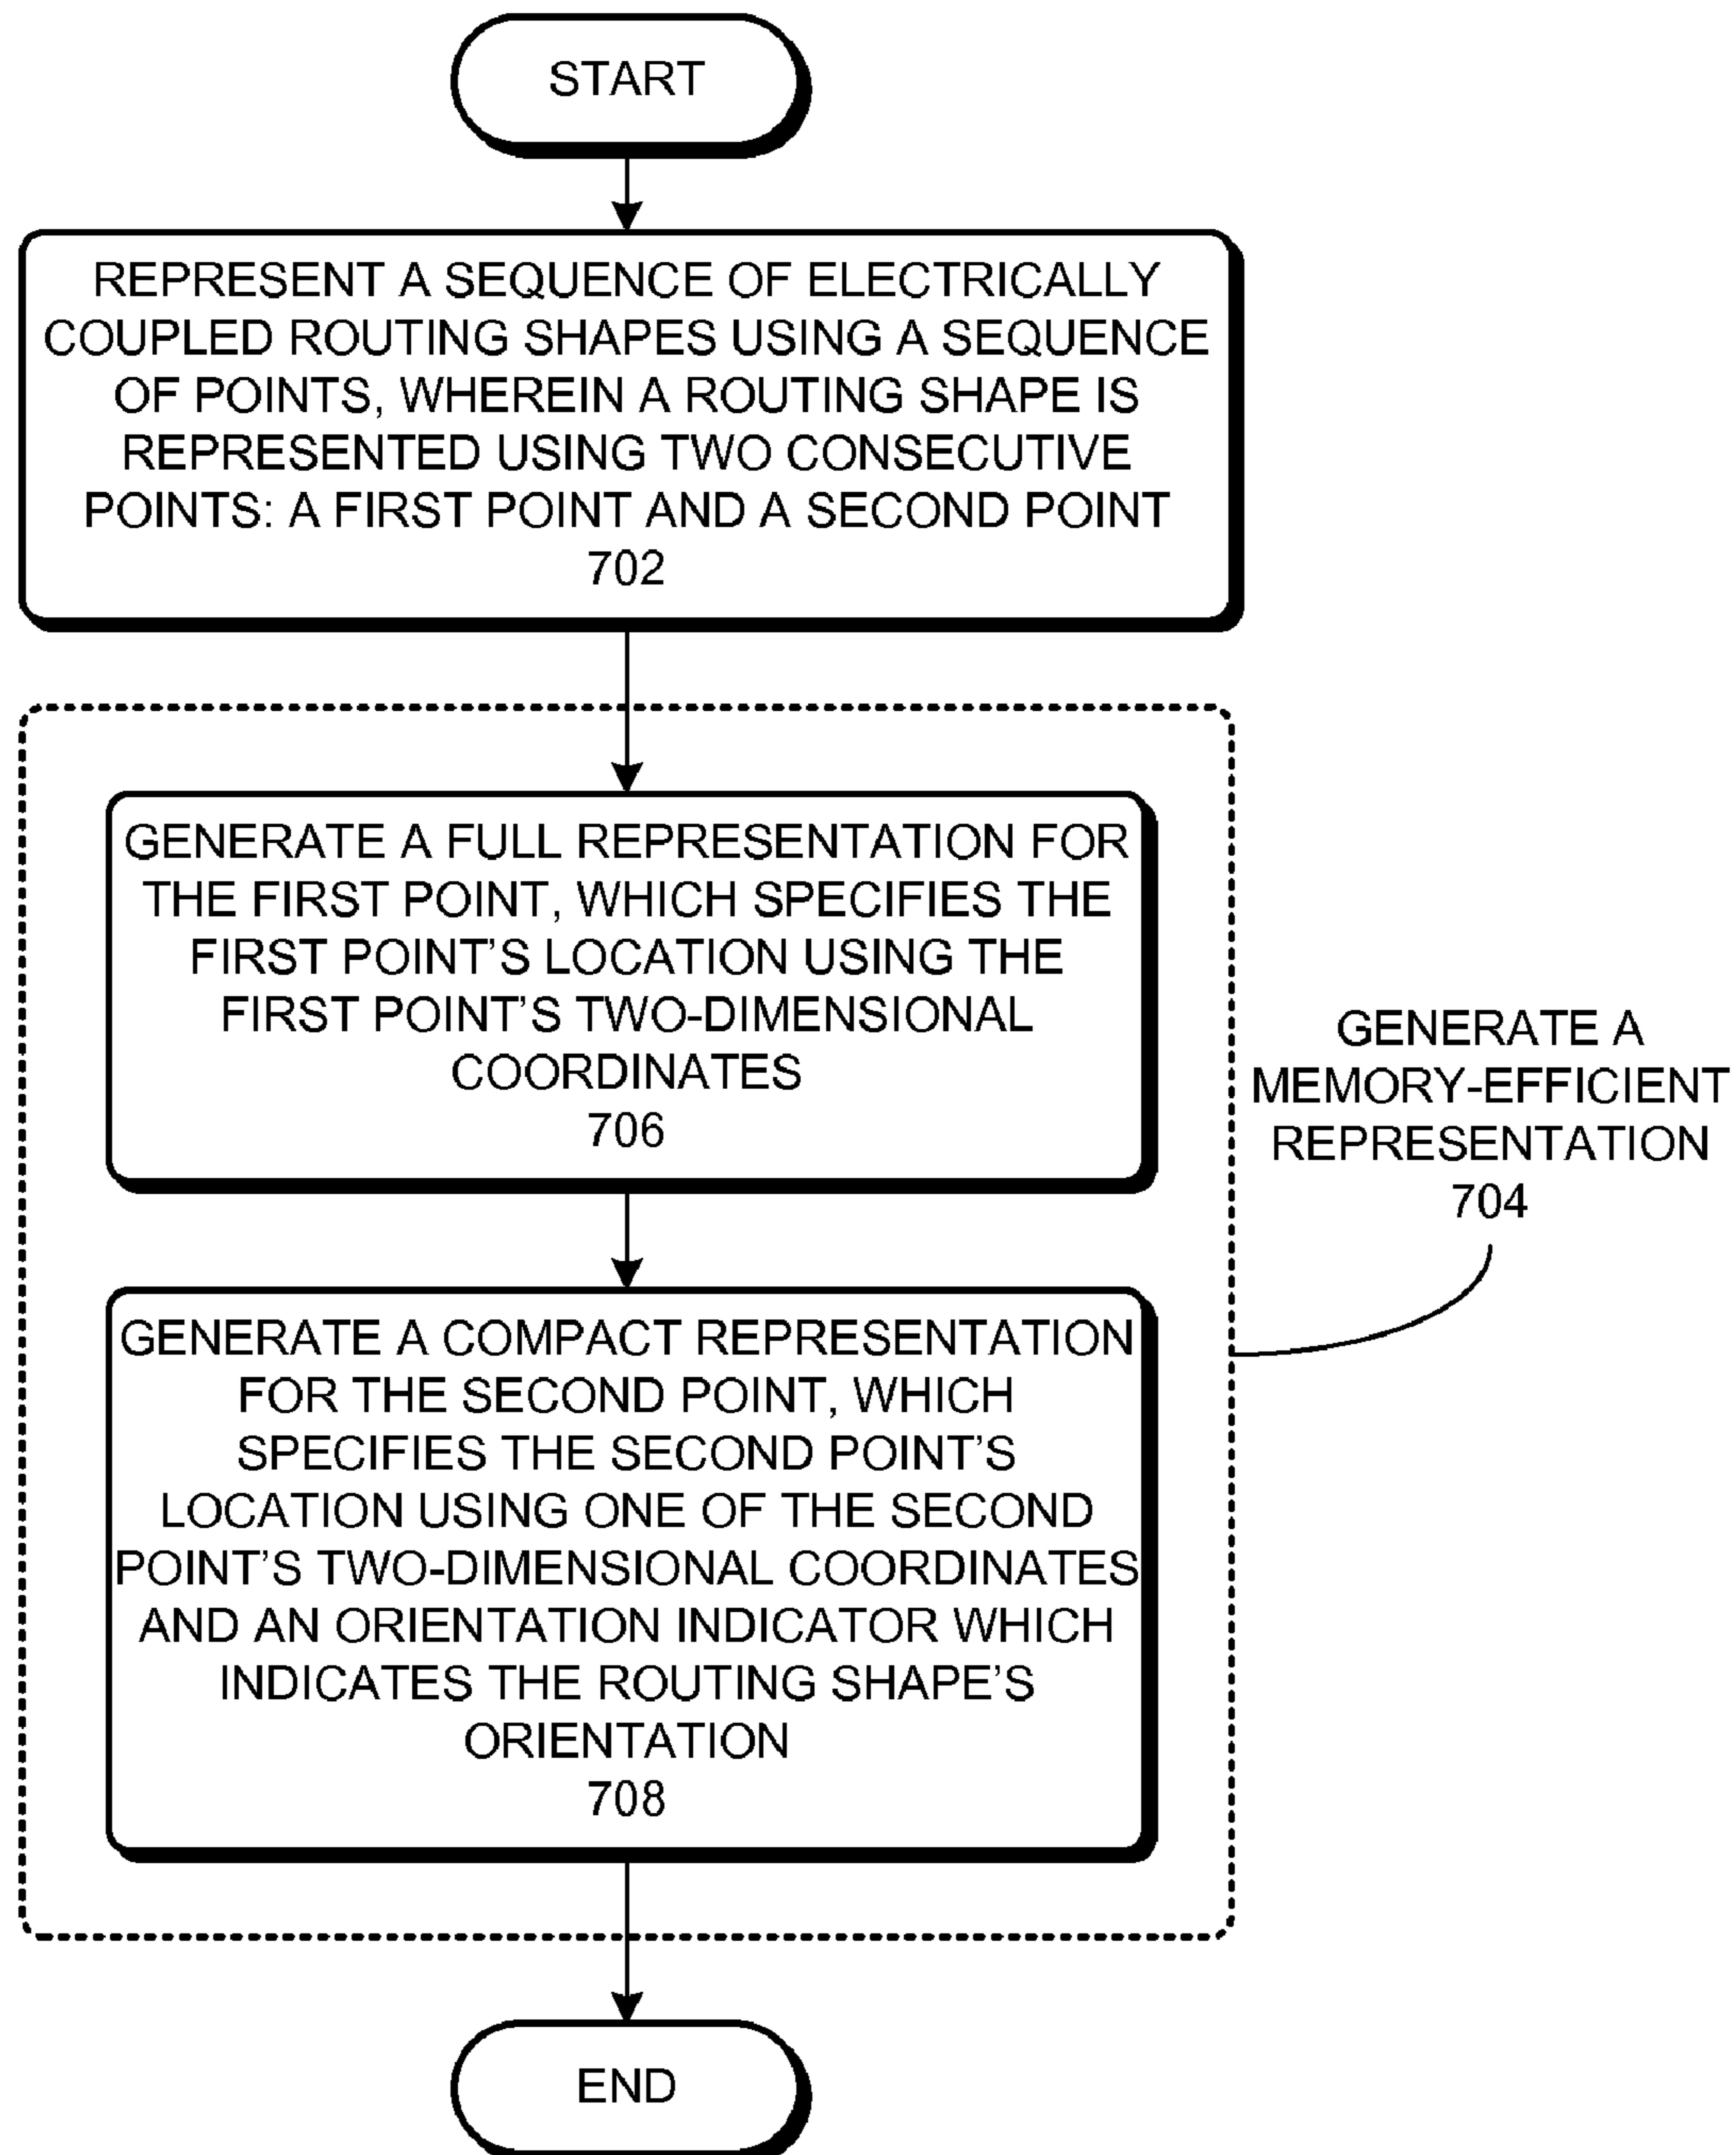 START
REPRESENT A SEQUENCE OF ELECTRICALLY
COUPLED ROUTING SHAPES USING A SEQUENCE
OF POINTS, WHEREIN A ROUTING SHAPE IS
REPRESENTED USING TWO CONSECUTIVE
POINTS: A FIRST POINT AND A SECOND POINT
702
GENERATE A FULL REPRESENTATION FOR
THE FIRST POINT, WHICH SPECIFIES THE
FIRST POINT’S LOCATION USING THE
FIRST POINT’S TWO-DIMENSIONAL
COORDINATES
706
GENERATE A
MEMORY-EFFICIENT
REPRESENTATION
704
GENERATE A COMPACT REPRESENTATION
FOR THE SECOND POINT, WHICH
SPECIFIES THE SECOND POINT’S
LOCATION USING ONE OF THE SECOND
POINT’S TWO-DIMENSIONAL COORDINATES
AND AN ORIENTATION INDICATOR WHICH
INDICATES THE ROUTING SHAPE’S
ORIENTATION
708
END